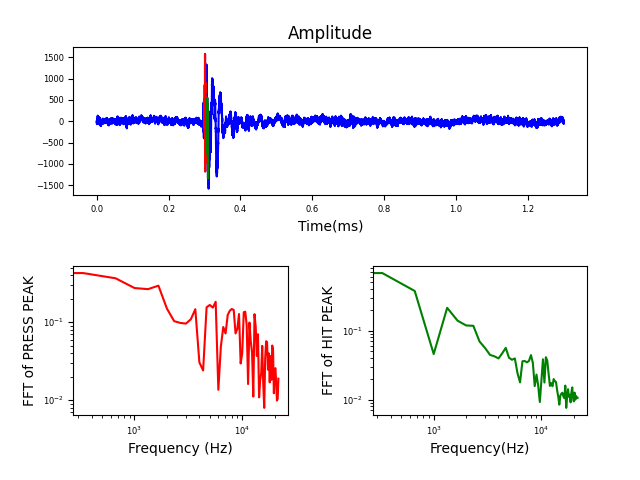 Amplitude
1500
1000
500
0
−500
−1000
−1500
0.0 0.2 0.4 0.6 0.8 1.0 1.2
Time(ms)
FFT of PRESS PEAK
10⁻¹
10⁻²
10³ 10⁴
Frequency (Hz)
FFT of HIT PEAK
10⁻¹
10⁻²
10³ 10⁴
Frequency(Hz)